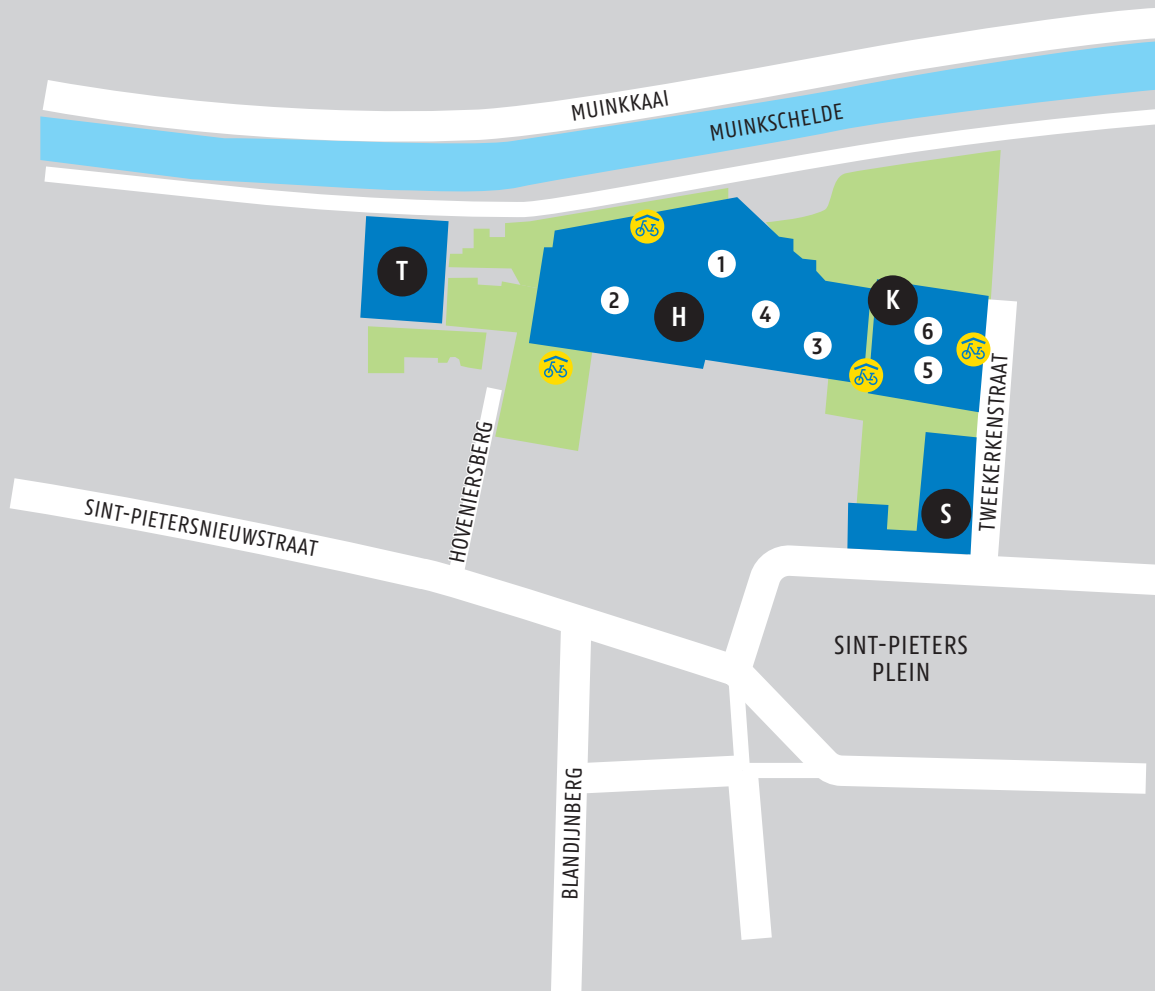 MUINKKAAI
MUINKSCHELDE
T
1
2
H
4
3
K
6
5
TWEEKERKENSTRAAT
HOVENIERSBERG
SINT-PIETERSNIEUWSTRAAT
S
SINT-PIETERS
PLEIN
BLANDIJNBERG